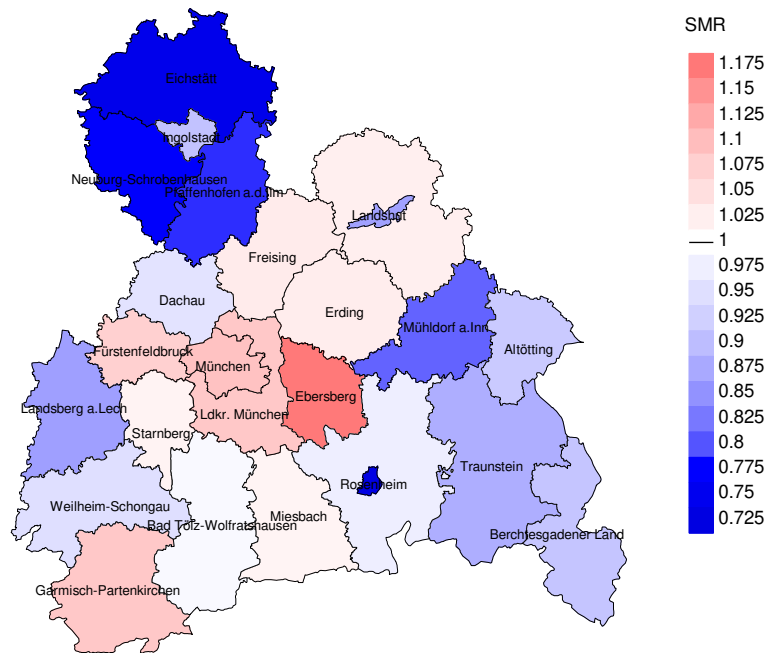 SMR
1.175
1.15
1.125
1.1
1.075
1.05
1.025
1
0.975
0.95
0.925
0.9
0.875
0.85
0.825
0.8
0.775
0.75
0.725
Eichstätt
Ingolstadt
Neuburg-Schrobenhausen
Pfaffenhofen a.d.Ilm
Landshut
Freising
Dachau
Erding
Mühldorf a.Inn
Altötting
Fürstenfeldbruck
München
Ebersberg
Landsberg a.Lech
Ldkr. München
Starnberg
Traunstein
Rosenheim
Weilheim-Schongau
Miesbach
Bad Tölz-Wolfratshausen
Berchtesgadener Land
Garmisch-Partenkirchen